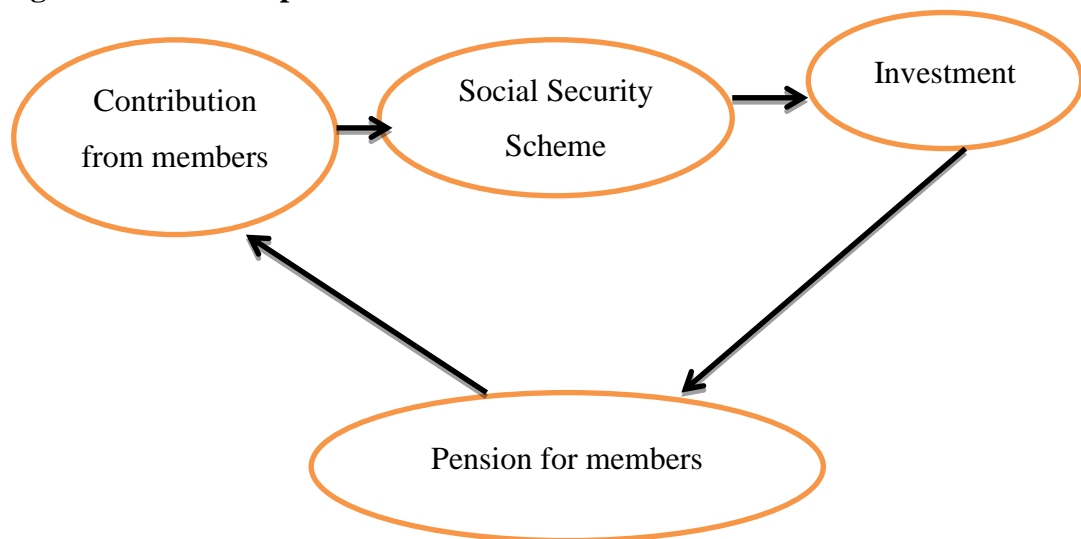 Contribution
from members
Social Security
Scheme
Investment
Pension for members